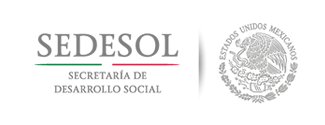 SEDESOL
SECRETARÍA DE
DESARROLLO SOCIAL
ESTADOS UNIDOS MEXICANOS